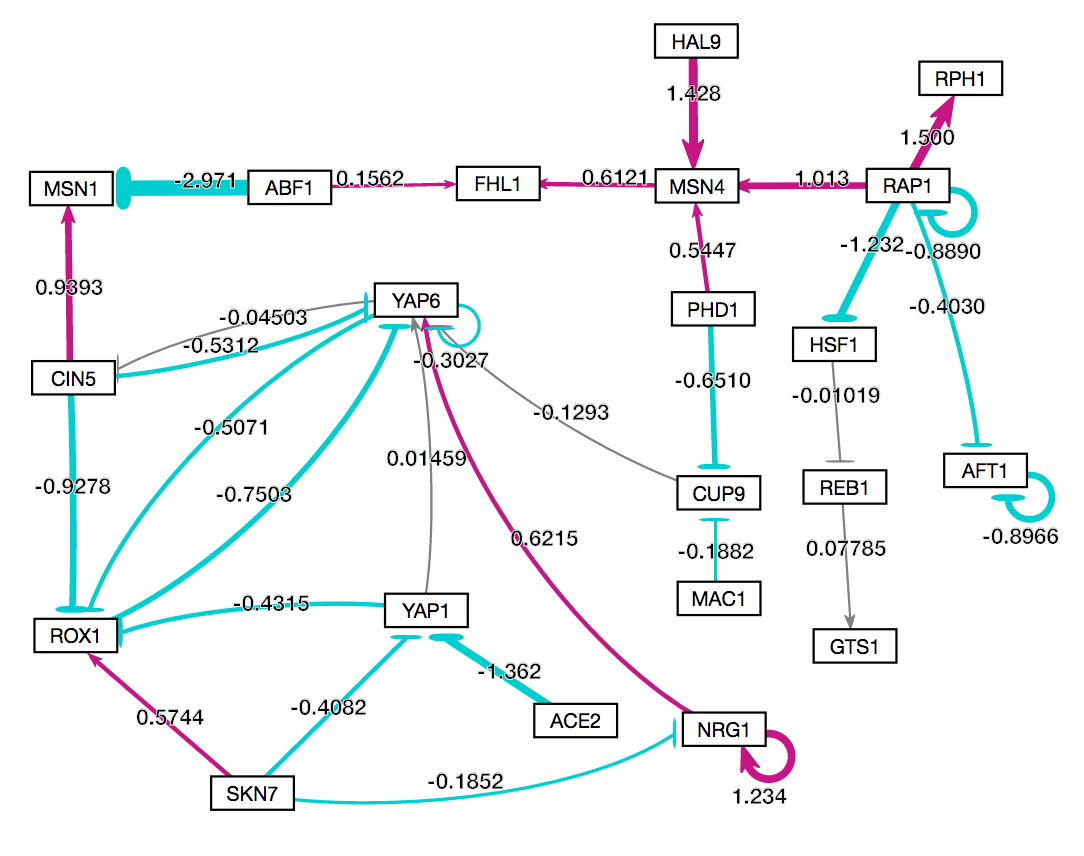 HAL9
RPH1
1.428
1.500
MSN1
-2.971
ABF1
0.1562
FHL1
0.6121
MSN4
1.013
RAP1
-1.232
-0.8890
0.5447
0.9393
YAP6
PHD1
-0.4030
-0.04503
-0.5312
HSF1
-0.3027
CIN5
-0.6510
-0.01019
-0.1293
-0.5071
0.01459
AFT1
-0.9278
-0.7503
CUP9
REB1
0.6215
-0.8966
-0.1882
0.07785
MAC1
-0.4315
YAP1
ROX1
GTS1
-1.362
-0.4082
0.5744
ACE2
NRG1
-0.1852
SKN7
1.234